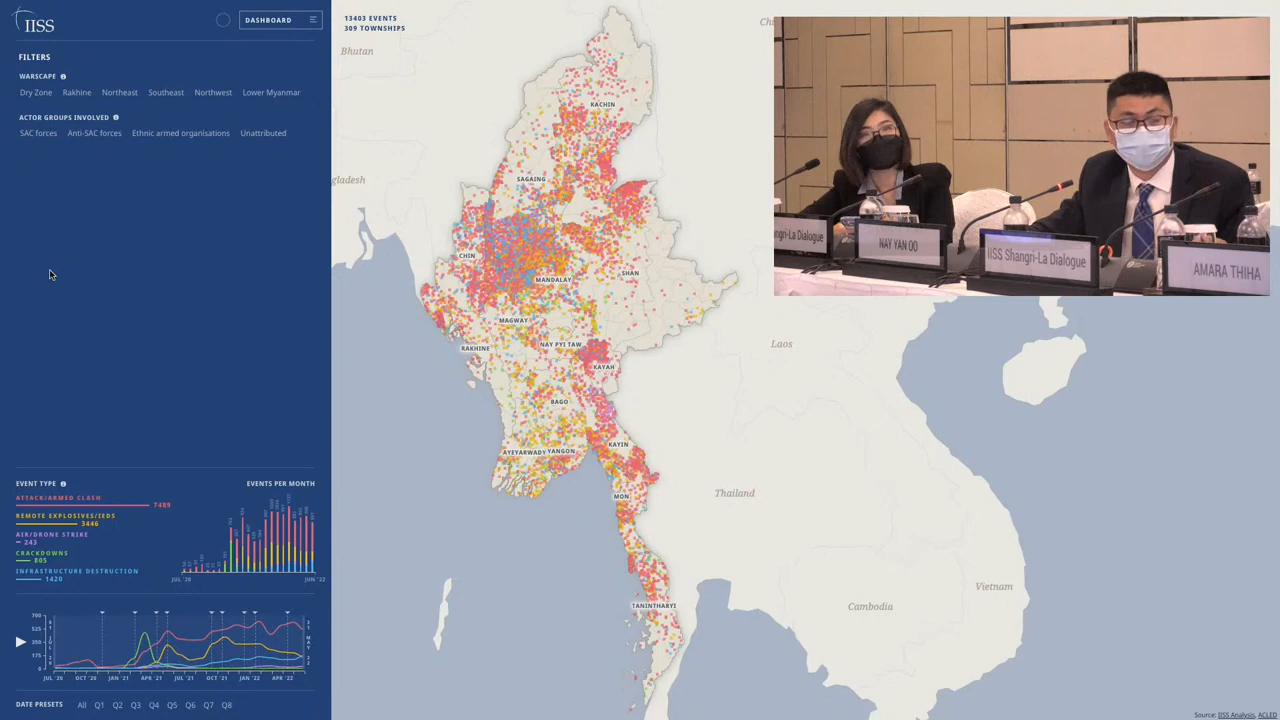 IISS
DASHBOARD
FILTERS
WARSCAPE
Dry Zone Rakhine Northeast Southeast Northwest Lower Myanmar
ACTOR GROUPS INVOLVED
SAC forces Anti-SAC forces Ethnic armed organisations Unattributed
EVENT TYPE
ATTACK/ARMED CLASH
7489
REMOTE EXPLOSIVES/IEDS
3446
AIR/DRONE STRIKE
243
CRACKDOWNS
805
INFRASTRUCTURE DESTRUCTION
1420
EVENTS PER MONTH
JUL '20 JUN '22
700
525
350
175
0
JUL '20 OCT '20 JAN '21 APR '21 JUL '21 OCT '21 JAN '22 APR '22
DATE PRESETS All Q1 Q2 Q3 Q4 Q5 Q6 Q7 Q8
13403 EVENTS
309 TOWNSHIPS
Bhutan
Ch
gladesh
KACHIN
SAGAING
CHIN
MANDALAY
SHAN
MAGWAY
NAY PYI TAW
RAKHINE
KAYAH
BAGO
KAYIN
AYEYARWADY YANGON
MON
TANINTHARYI
Laos
Thailand
Vietnam
Cambodia
ngri-La Dialogue
NAY YAN OO
IISS Shangri-La Dialogue
AMARA THIHA
Source: IISS Analysis, ACLED